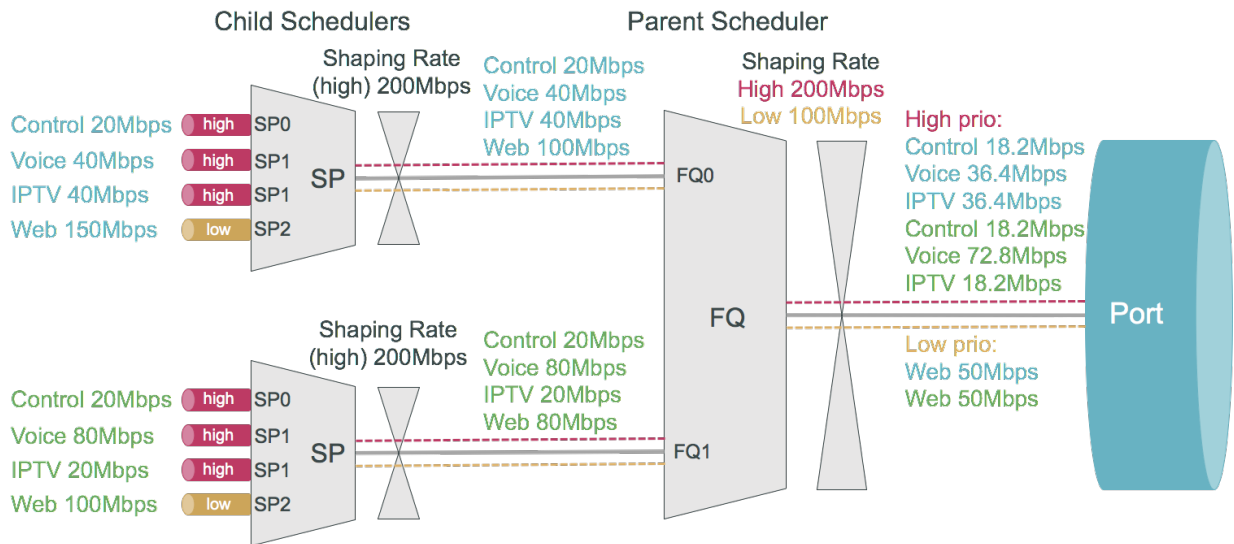 Child Schedulers
Parent Scheduler
Shaping Rate
(high) 200Mbps
Control 20Mbps
Voice 40Mbps
IPTV 40Mbps
Web 100Mbps
Shaping Rate
High 200Mbps
Low 100Mbps
Control 20Mbps
high
SP0
Voice 40Mbps
high
SP1
IPTV 40Mbps
high
SP1
Web 150Mbps
low
SP2
SP
FQ0
High prio:
Control 18.2Mbps
Voice 36.4Mbps
IPTV 36.4Mbps
Control 18.2Mbps
Voice 72.8Mbps
IPTV 18.2Mbps
FQ
Port
Shaping Rate
(high) 200Mbps
Control 20Mbps
Voice 80Mbps
IPTV 20Mbps
Web 80Mbps
Low prio:
Web 50Mbps
Web 50Mbps
Control 20Mbps
high
SP0
Voice 80Mbps
high
SP1
IPTV 20Mbps
high
SP1
Web 100Mbps
low
SP2
SP
FQ1